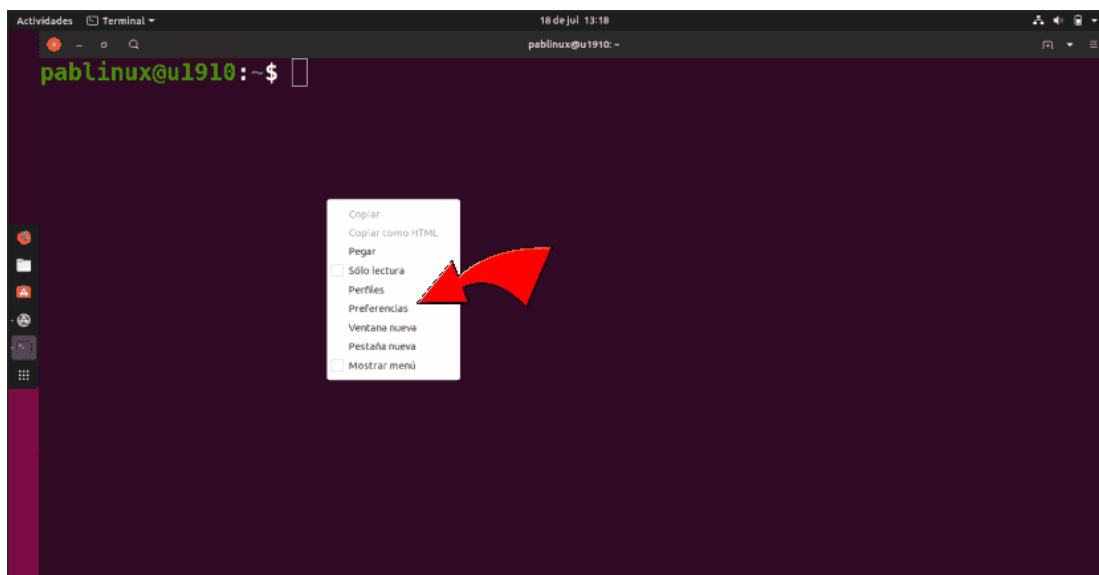 Actividades Terminal 18 de jul 13:18
pablinux@u1910: ~
pablinux@u1910:~$
Copiar
Copiar como HTML
Pegar
Sólo lectura
Perfiles
Preferencias
Ventana nueva
Pestaña nueva
Mostrar menú